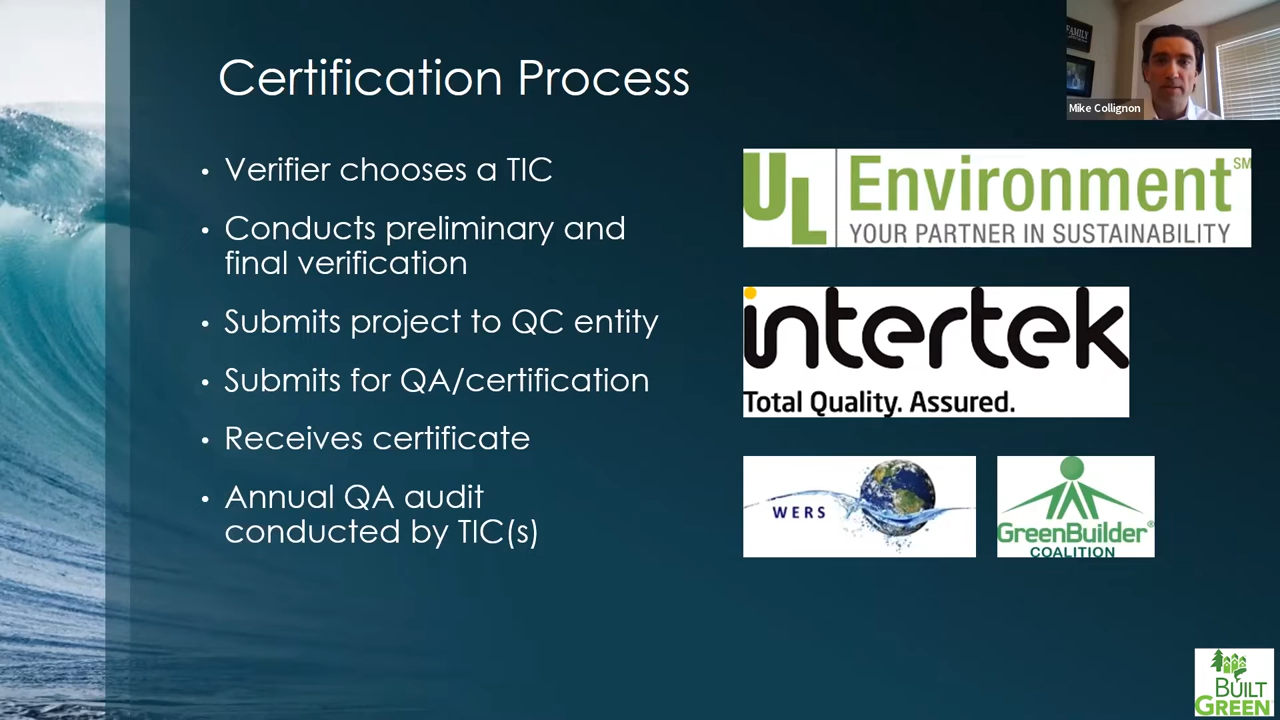 Certification Process
FAMILY
Mike Collignon
• Verifier chooses a TIC
• Conducts preliminary and
final verification
• Submits project to QC entity
• Submits for QA/certification
• Receives certificate
• Annual QA audit
conducted by TIC(s)
UL Environment℠
YOUR PARTNER IN SUSTAINABILITY
intertek
Total Quality. Assured.
WERS
GreenBuilder®
COALITION
BUILT
GREEN